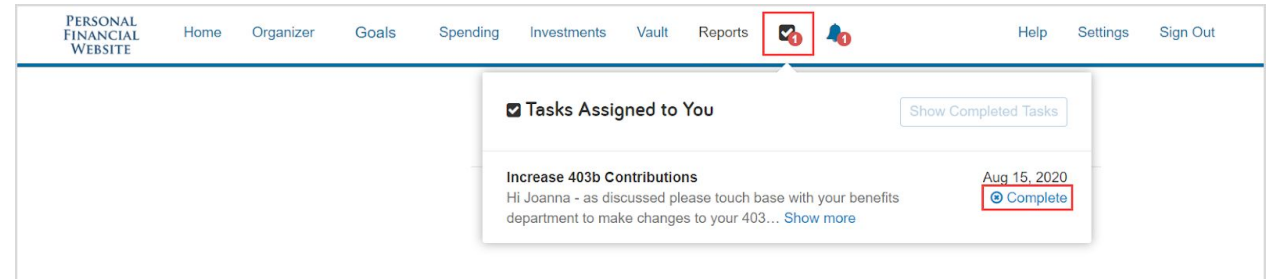 PERSONAL
FINANCIAL
WEBSITE
Home Organizer Goals Spending Investments Vault Reports 1 1 Help Settings Sign Out
Tasks Assigned to You Show Completed Tasks
Increase 403b Contributions Aug 15, 2020
Hi Joanna - as discussed please touch base with your benefits Complete
department to make changes to your 403… Show more